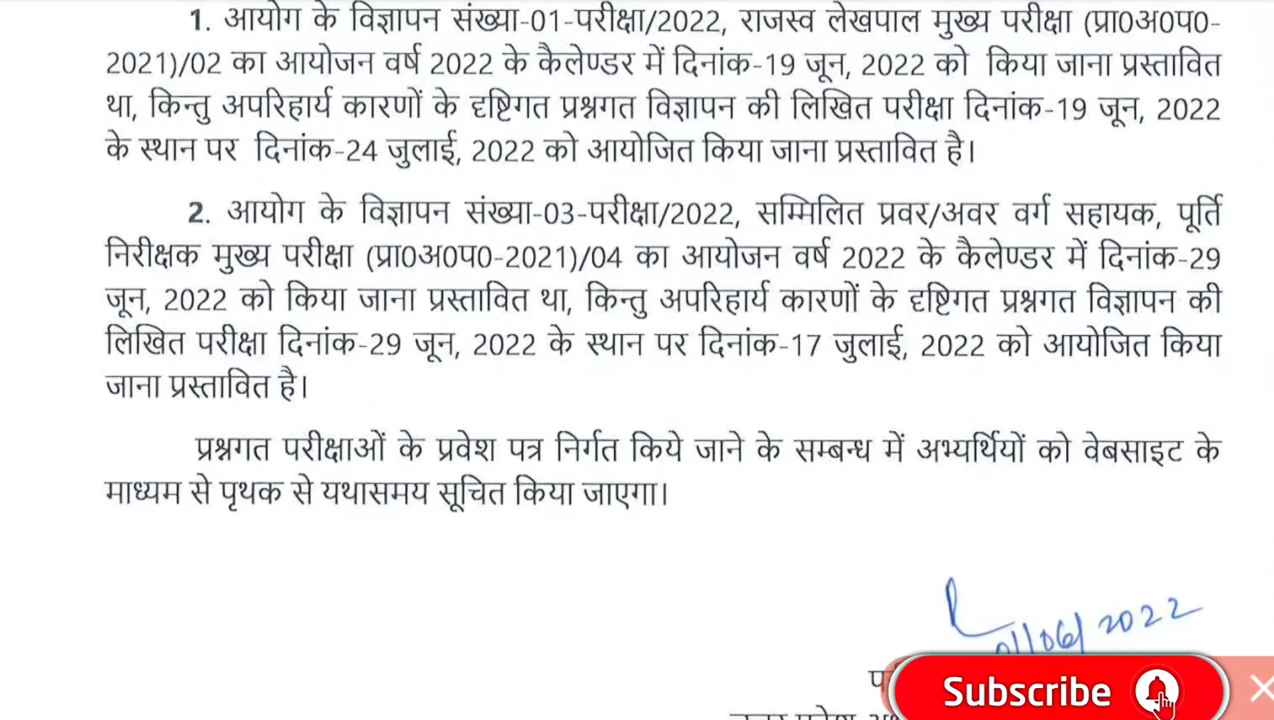 1. आयोग के विज्ञापन संख्या-01-परीक्षा/2022, राजस्व लेखपाल मुख्य परीक्षा (प्रा0अ0प0-
2021)/02 का आयोजन वर्ष 2022 के कैलेण्डर में दिनांक-19 जून, 2022 को किया जाना प्रस्तावित
था, किन्तु अपरिहार्य कारणों के दृष्टिगत प्रश्नगत विज्ञापन की लिखित परीक्षा दिनांक-19 जून, 2022
के स्थान पर दिनांक-24 जुलाई, 2022 को आयोजित किया जाना प्रस्तावित है।
2. आयोग के विज्ञापन संख्या-03-परीक्षा/2022, सम्मिलित प्रवर/अवर वर्ग सहायक, पूर्ति
निरीक्षक मुख्य परीक्षा (प्रा0अ0प0-2021)/04 का आयोजन वर्ष 2022 के कैलेण्डर में दिनांक-29
जून, 2022 को किया जाना प्रस्तावित था, किन्तु अपरिहार्य कारणों के दृष्टिगत प्रश्नगत विज्ञापन की
लिखित परीक्षा दिनांक-29 जून, 2022 के स्थान पर दिनांक-17 जुलाई, 2022 को आयोजित किया
जाना प्रस्तावित है।
प्रश्नगत परीक्षाओं के प्रवेश पत्र निर्गत किये जाने के सम्बन्ध में अभ्यर्थियों को वेबसाइट के
माध्यम से पृथक से यथासमय सूचित किया जाएगा।
/06/2022
Subscribe